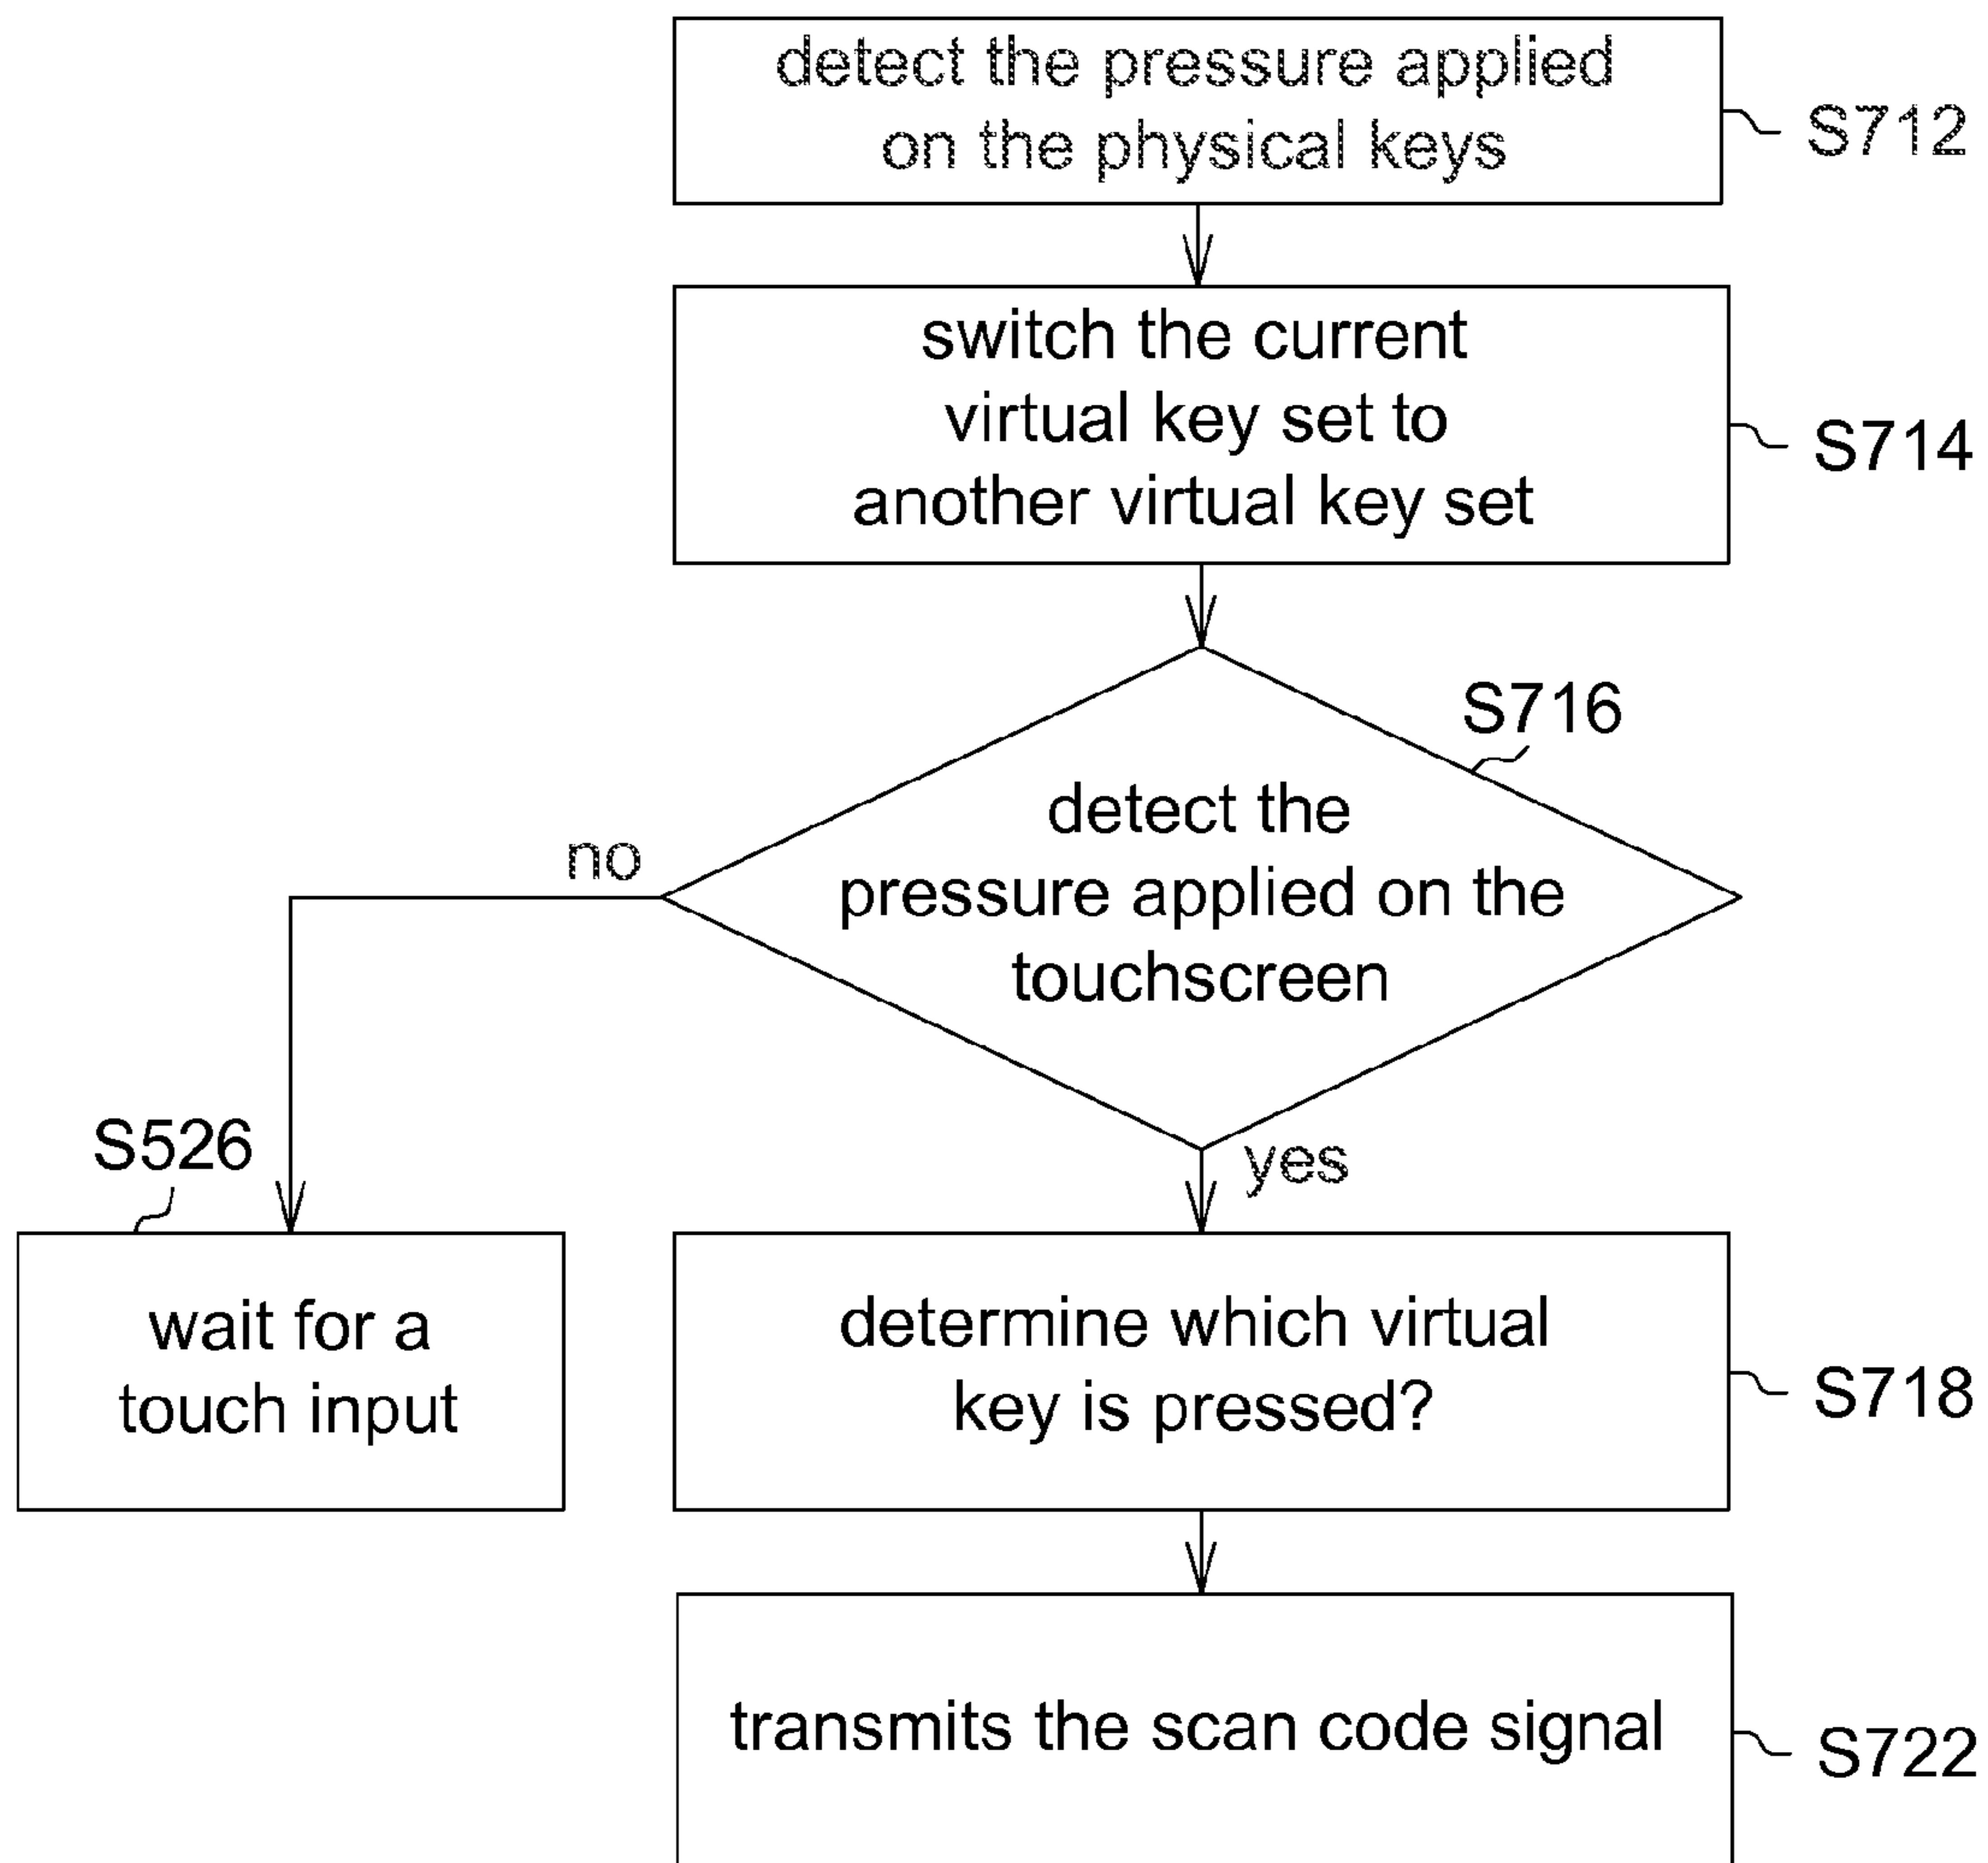 detect the pressure applied
on the physical keys
S712
switch the current
virtual key set to
another virtual key set
S714
S716
detect the
pressure applied on the
touchscreen
no
yes
S526
wait for a
touch input
determine which virtual
key is pressed?
S718
transmits the scan code signal
S722